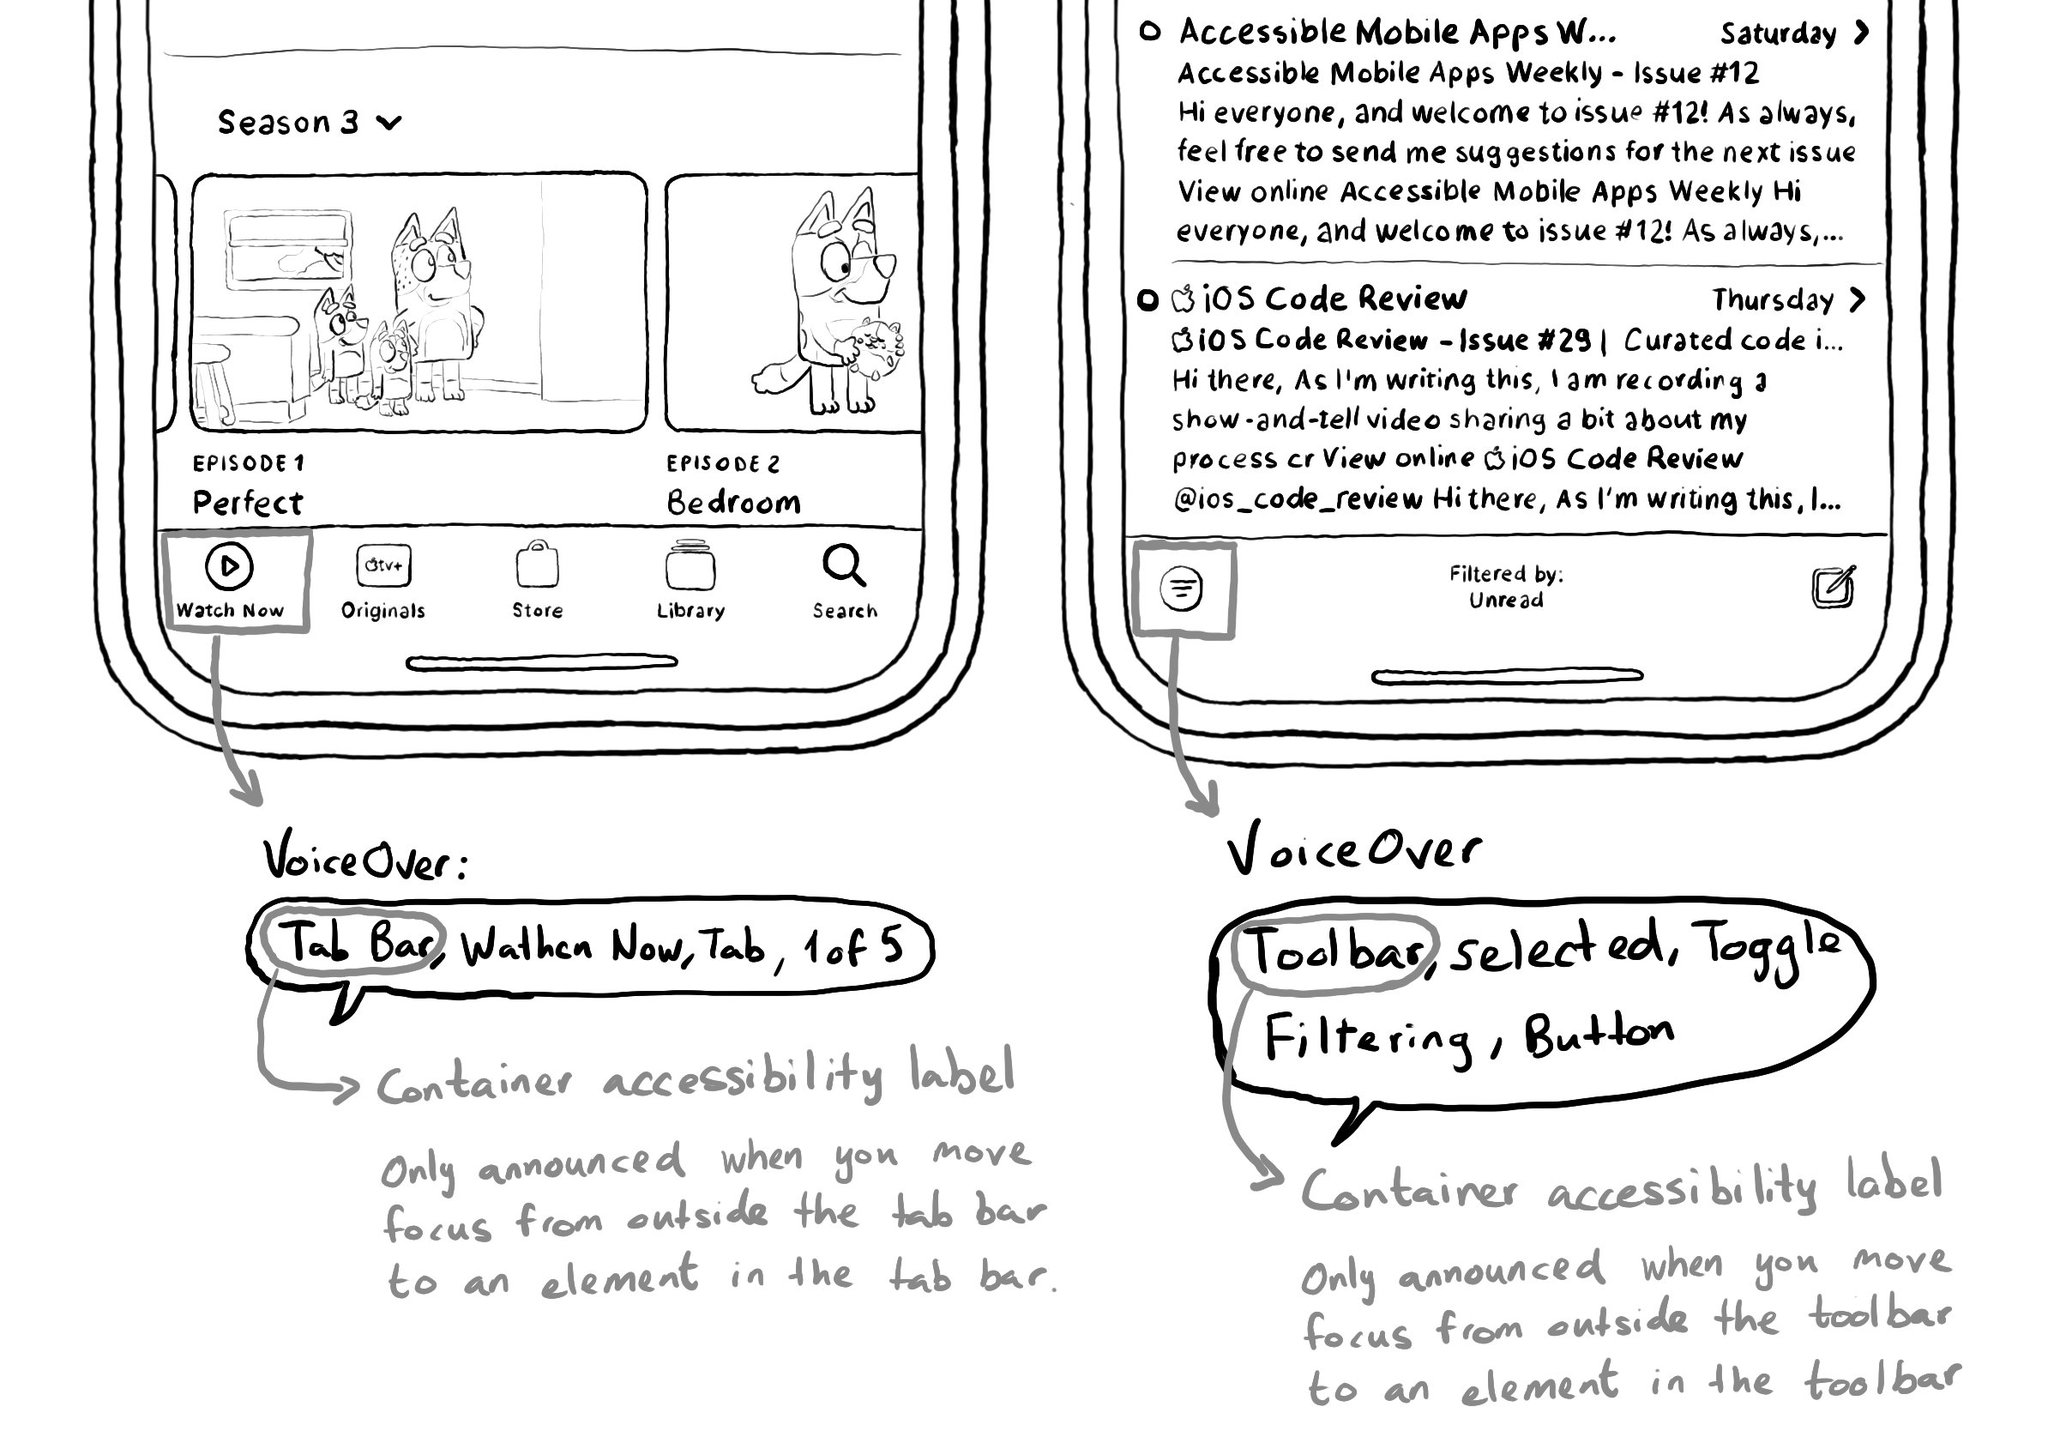 Season 3
EPISODE 1
Perfect
EPISODE 2
Bedroom
Watch Now
tv+
Originals
Store
Library
Search
VoiceOver:
Tab Bar, Wathcn Now, Tab, 1 of 5
Container accessibility label
Only announced when you move
focus from outside the tab bar
to an element in the tab bar.
Accessible Mobile Apps W... Saturday
Accessible Mobile Apps Weekly - Issue #12
Hi everyone, and welcome to issue #12! As always,
feel free to send me suggestions for the next issue
View online Accessible Mobile Apps Weekly Hi
everyone, and welcome to issue #12! As always,...
iOS Code Review Thursday
iOS Code Review - Issue #29 | Curated code i...
Hi there, As I'm writing this, I am recording a
show-and-tell video sharing a bit about my
process cr View online iOS Code Review
@ios_code_review Hi there, As I'm writing this, I...
Filtered by:
Unread
VoiceOver
Toolbar, selected, Toggle
Filtering, Button
Container accessibility label
Only announced when you move
focus from outside the toolbar
to an element in the toolbar